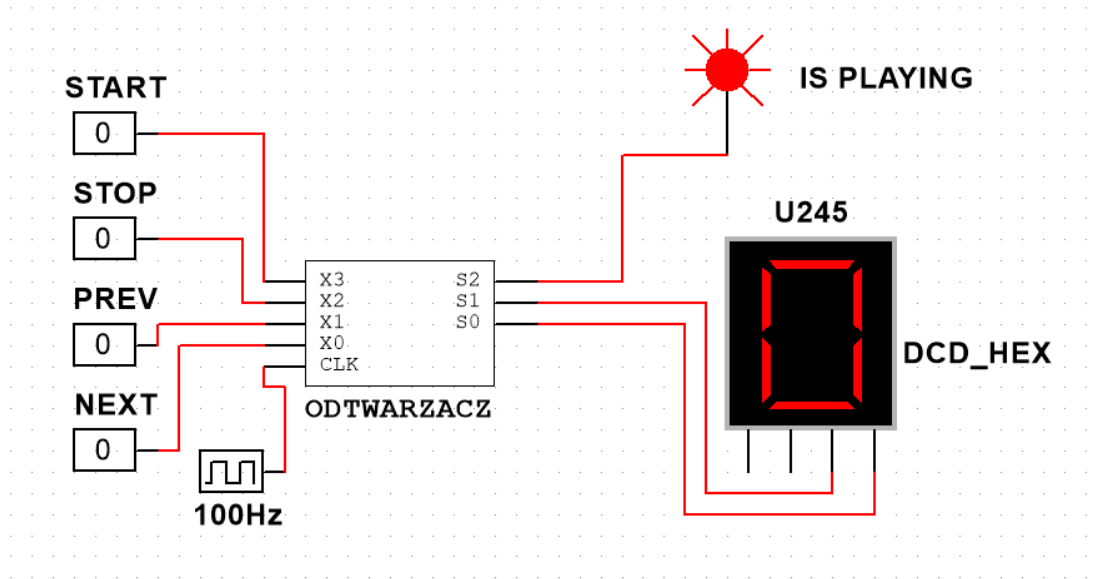 START
0
STOP
0
PREV
0
NEXT
0
100Hz
X3
X2
X1
X0
CLK
S2
S1
S0
ODTWARZACZ
IS PLAYING
U245
0
DCD_HEX